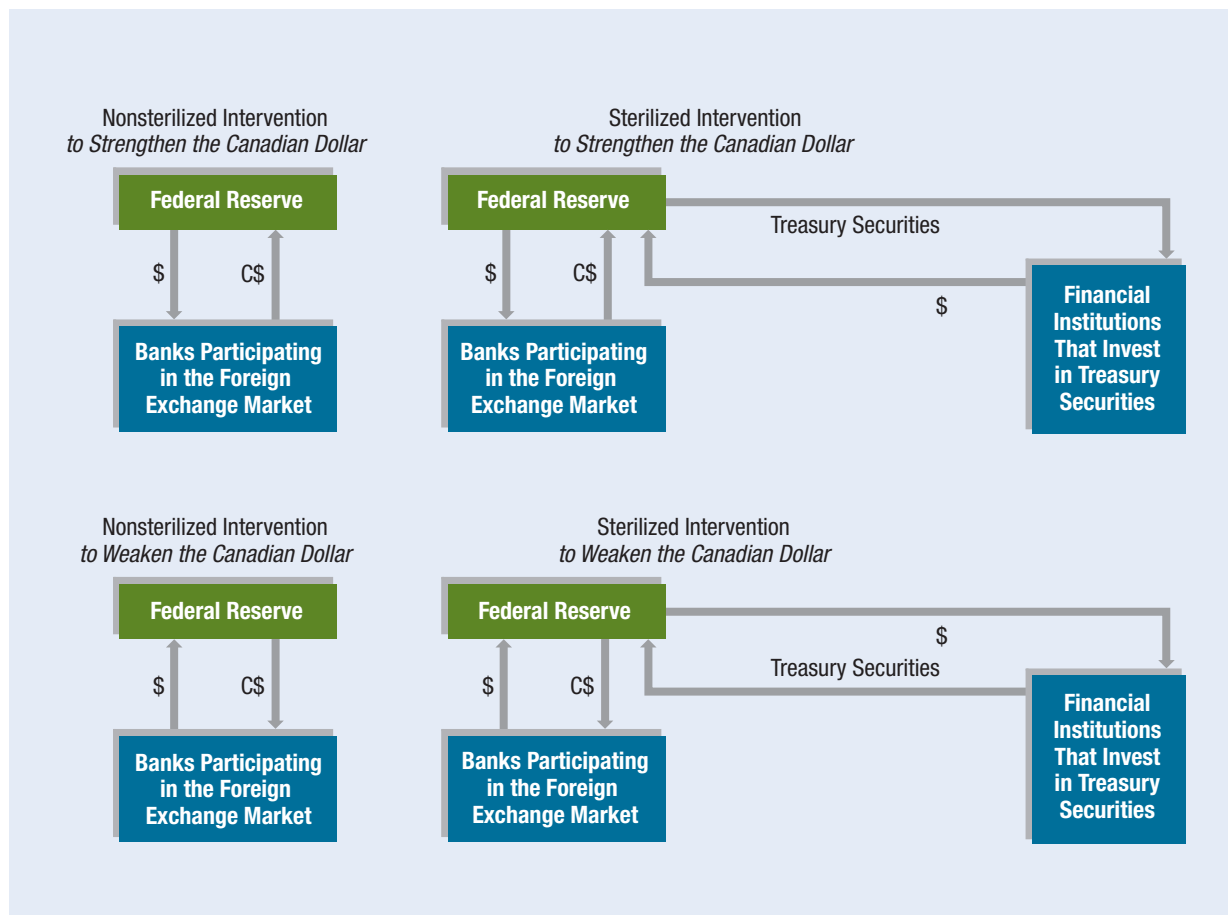 Nonsterilized Intervention
to Strengthen the Canadian Dollar
Federal Reserve
$
C$
Banks Participating
in the Foreign
Exchange Market
Sterilized Intervention
to Strengthen the Canadian Dollar
Federal Reserve
Treasury Securities
$
C$
$
Banks Participating
in the Foreign
Exchange Market
Financial
Institutions
That Invest
in Treasury
Securities
Nonsterilized Intervention
to Weaken the Canadian Dollar
Federal Reserve
$
C$
Banks Participating
in the Foreign
Exchange Market
Sterilized Intervention
to Weaken the Canadian Dollar
Federal Reserve
$
Treasury Securities
$
C$
Banks Participating
in the Foreign
Exchange Market
Financial
Institutions
That Invest
in Treasury
Securities